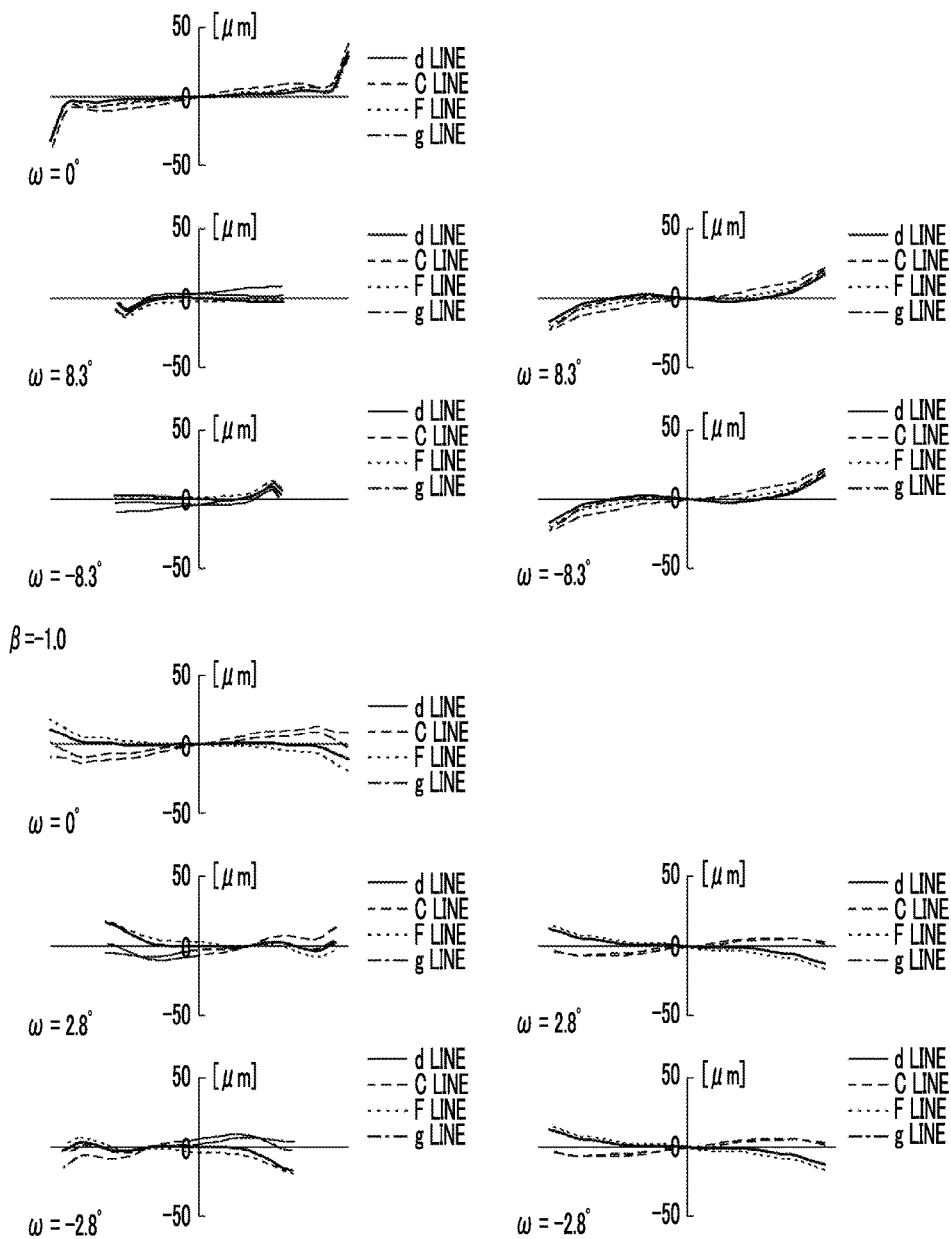 50 [μm]
d LINE
C LINE
F LINE
g LINE
0
-50
ω = 0°
50 [μm]
d LINE
C LINE
F LINE
g LINE
0
-50
ω = 8.3°
50 [μm]
d LINE
C LINE
F LINE
g LINE
0
-50
ω = 8.3°
50 [μm]
d LINE
C LINE
F LINE
g LINE
0
-50
ω = -8.3°
50 [μm]
d LINE
C LINE
F LINE
g LINE
0
-50
ω = -8.3°
β=-1.0
50 [μm]
d LINE
C LINE
F LINE
g LINE
0
-50
ω = 0°
50 [μm]
d LINE
C LINE
F LINE
g LINE
0
-50
ω = 2.8°
50 [μm]
d LINE
C LINE
F LINE
g LINE
0
-50
ω = 2.8°
50 [μm]
d LINE
C LINE
F LINE
g LINE
0
-50
ω = -2.8°
50 [μm]
d LINE
C LINE
F LINE
g LINE
0
-50
ω = -2.8°